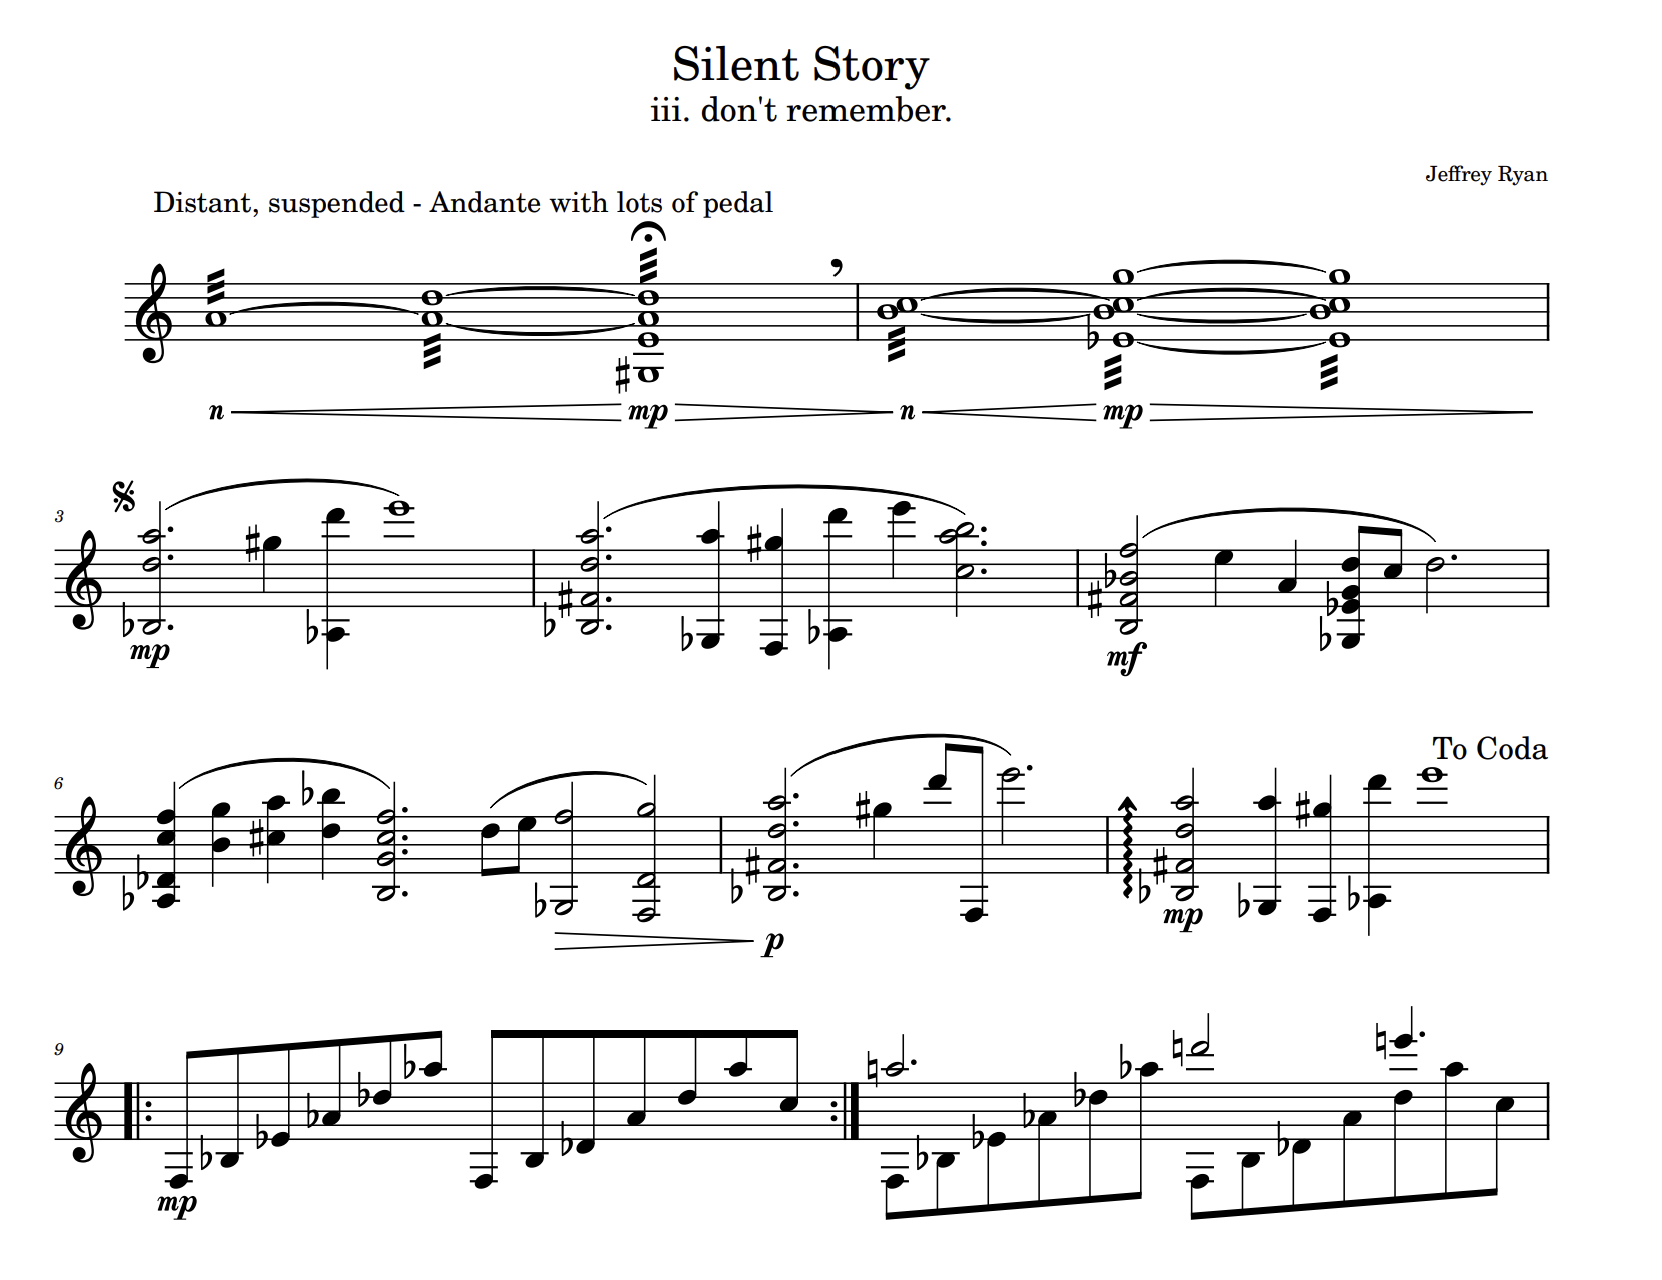 Silent Story
iii. don't remember.
Jeffrey Ryan
Distant, suspended - Andante with lots of pedal
n mp n mp
3
mp mf
To Coda
6
p mp
9
mp